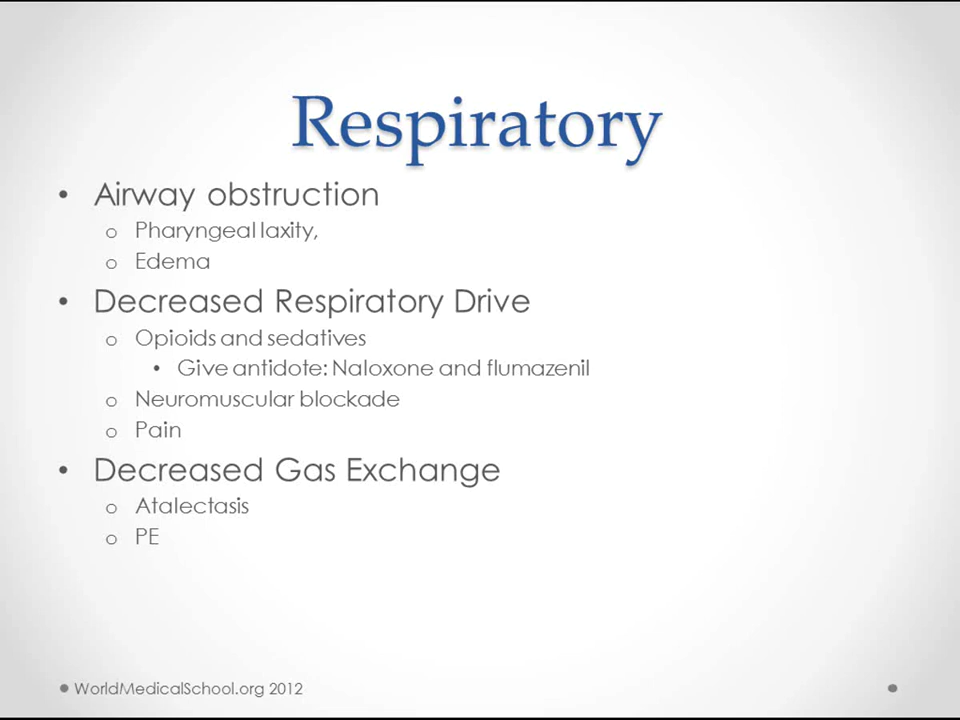 Respiratory
• Airway obstruction
o Pharyngeal laxity,
o Edema
• Decreased Respiratory Drive
o Opioids and sedatives
• Give antidote: Naloxone and flumazenil
o Neuromuscular blockade
o Pain
• Decreased Gas Exchange
o Atalectasis
o PE
WorldMedicalSchool.org 2012